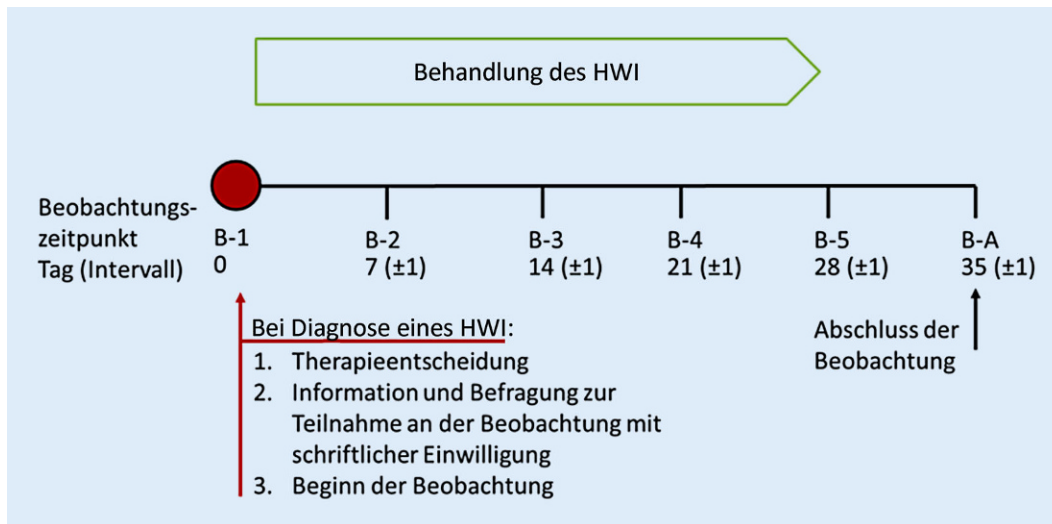 Behandlung des HWI
Beobachtungs-
zeitpunkt
Tag (Intervall)
B-1
0
B-2
7 (±1)
B-3
14 (±1)
B-4
21 (±1)
B-5
28 (±1)
B-A
35 (±1)
Bei Diagnose eines HWI:
1. Therapieentscheidung
2. Information und Befragung zur
Teilnahme an der Beobachtung mit
schriftlicher Einwilligung
3. Beginn der Beobachtung
Abschluss der
Beobachtung